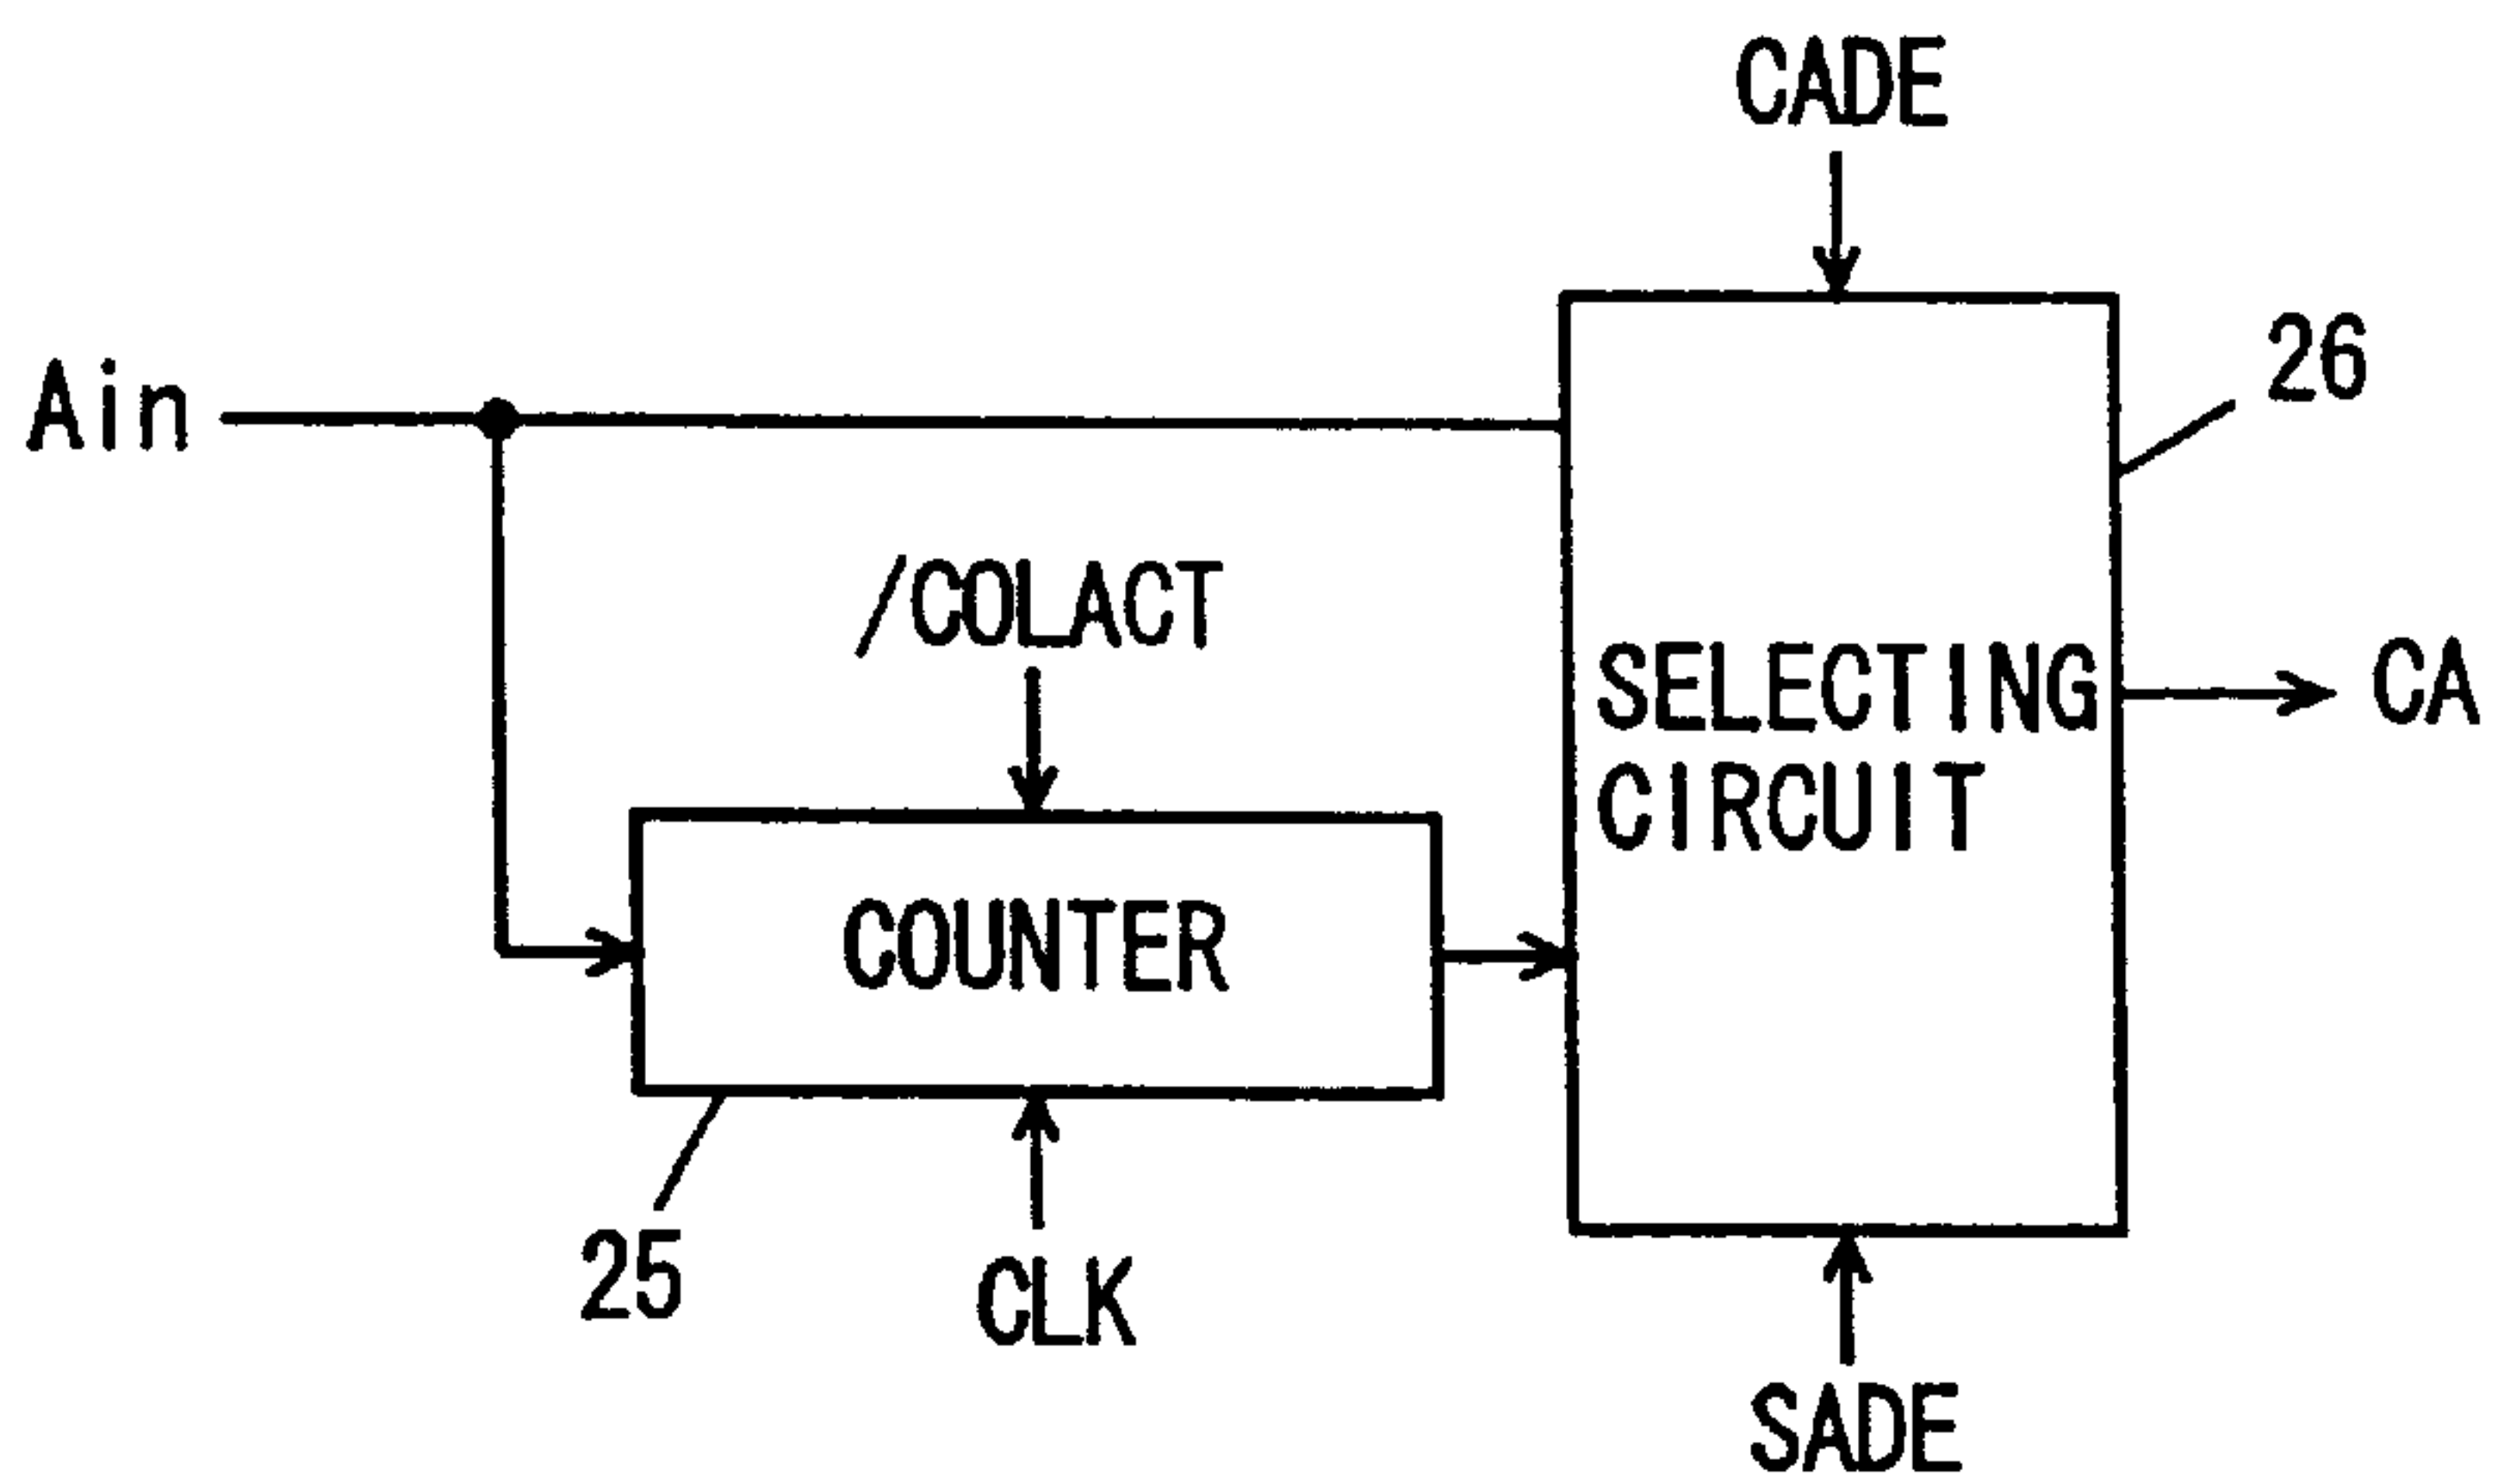 CADE
26
Ain
/COLACT
SELECTING
CIRCUIT
CA
COUNTER
25
CLK
SADE